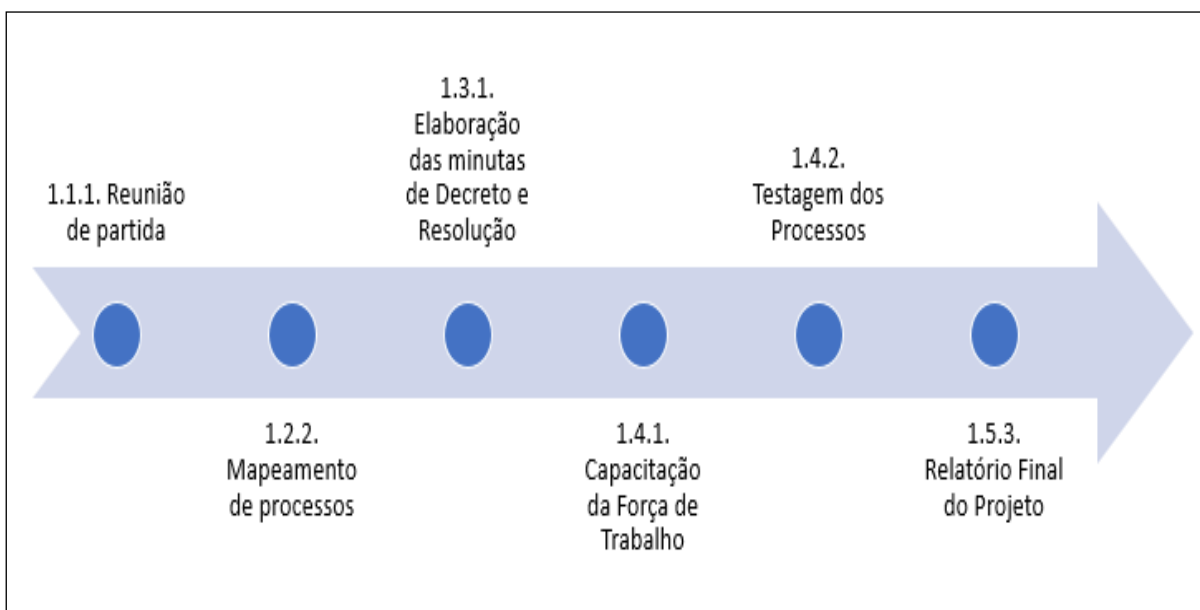 1.1.1. Reunião
de partida
1.2.2.
Mapeamento
de processos
1.3.1.
Elaboração
das minutas
de Decreto e
Resolução
1.4.1.
Capacitação
da Força de
Trabalho
1.4.2.
Testagem dos
Processos
1.5.3.
Relatório Final
do Projeto